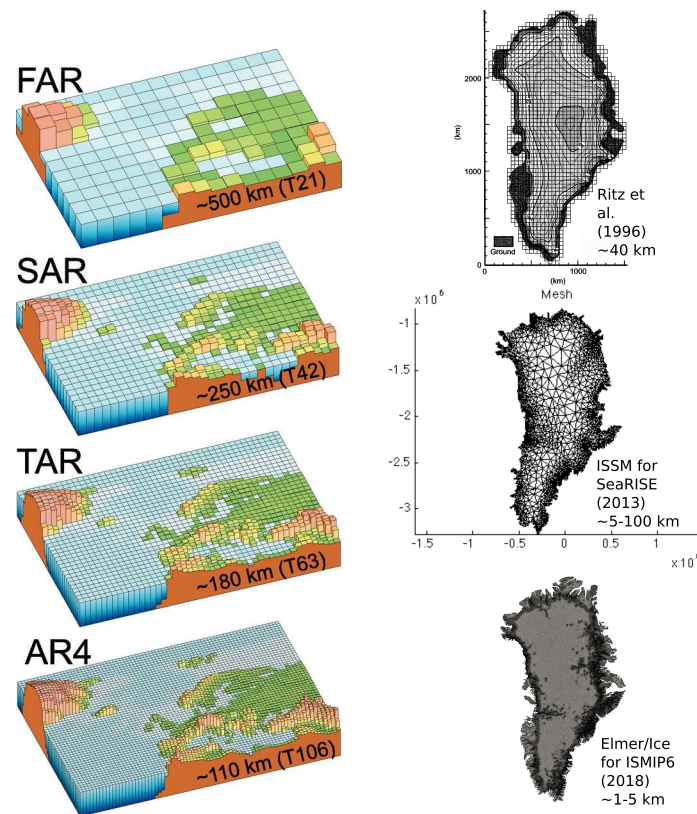 FAR
~500 km (T21)
SAR
~250 km (T42)
TAR
~180 km (T63)
AR4
~110 km (T106)
2000
(km)
1000
0
Ground
0
1000
(km)
Ritz et
al.
(1996)
~40 km
Mesh
x 10⁶
-1
-1.5
-2
-2.5
-3
-1.5
-1
-0.5
0
0.5
1
ISSM for
SeaRISE
(2013)
~5-100 km
Elmer/Ice
for ISMIP6
(2018)
~1-5 km